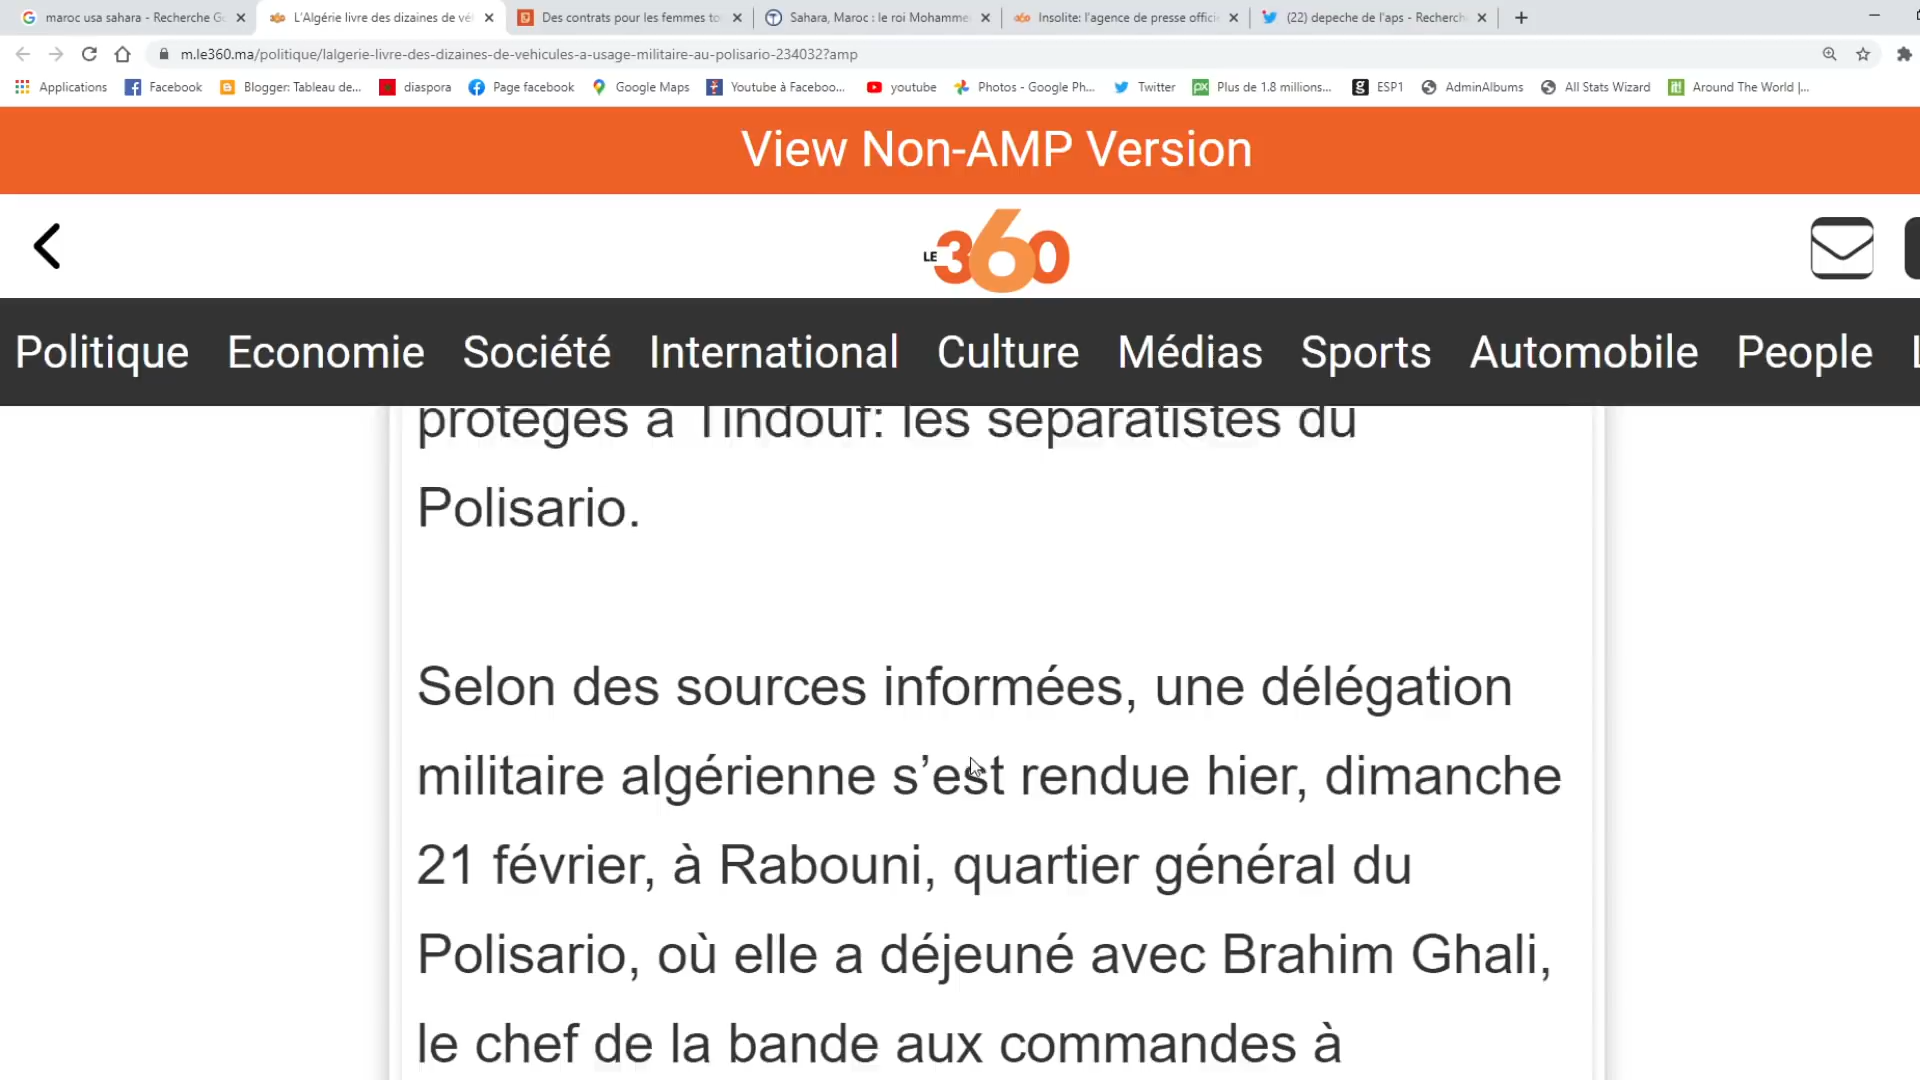 maroc usa sahara - Recherche G
L'Algérie livre des dizaines de vé
Des contrats pour les femmes to
Sahara, Maroc : le roi Mohamme
Insolite: l'agence de presse offici
(22) depeche de l'aps - Recherch
m.le360.ma/politique/lalgerie-livre-des-dizaines-de-vehicules-a-usage-militaire-au-polisario-234032?amp
Applications
Facebook
Blogger: Tableau de...
diaspora
Page facebook
Google Maps
Youtube à Faceboo...
youtube
Photos - Google Ph...
Twitter
Plus de 1.8 millions...
ESP1
AdminAlbums
All Stats Wizard
Around The World |...
View Non-AMP Version
LE 360
Politique Economie Société International Culture Médias Sports Automobile People
protégés à Tindouf: les séparatistes du
Polisario.
Selon des sources informées, une délégation
militaire algérienne s’est rendue hier, dimanche
21 février, à Rabouni, quartier général du
Polisario, où elle a déjeuné avec Brahim Ghali,
le chef de la bande aux commandes à